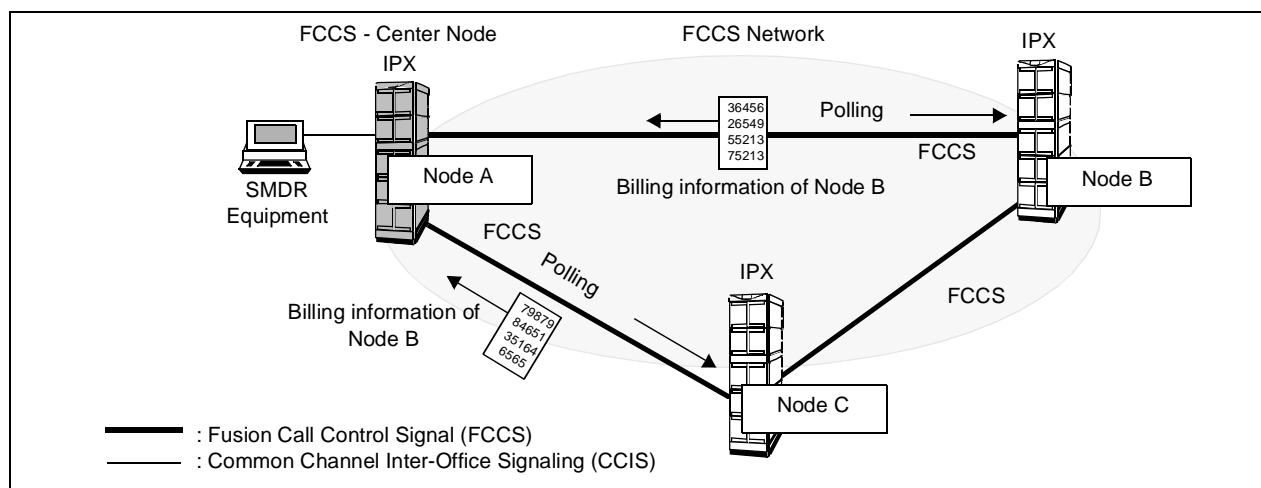 FCCS - Center Node
FCCS Network
IPX
IPX
36456
26549
55213
75213
Polling
FCCS
Node A
Node B
SMDR
Equipment
Billing information of Node B
FCCS
Polling
IPX
FCCS
Billing information of
Node B
79879
84651
35164
6565
Node C
: Fusion Call Control Signal (FCCS)
: Common Channel Inter-Office Signaling (CCIS)